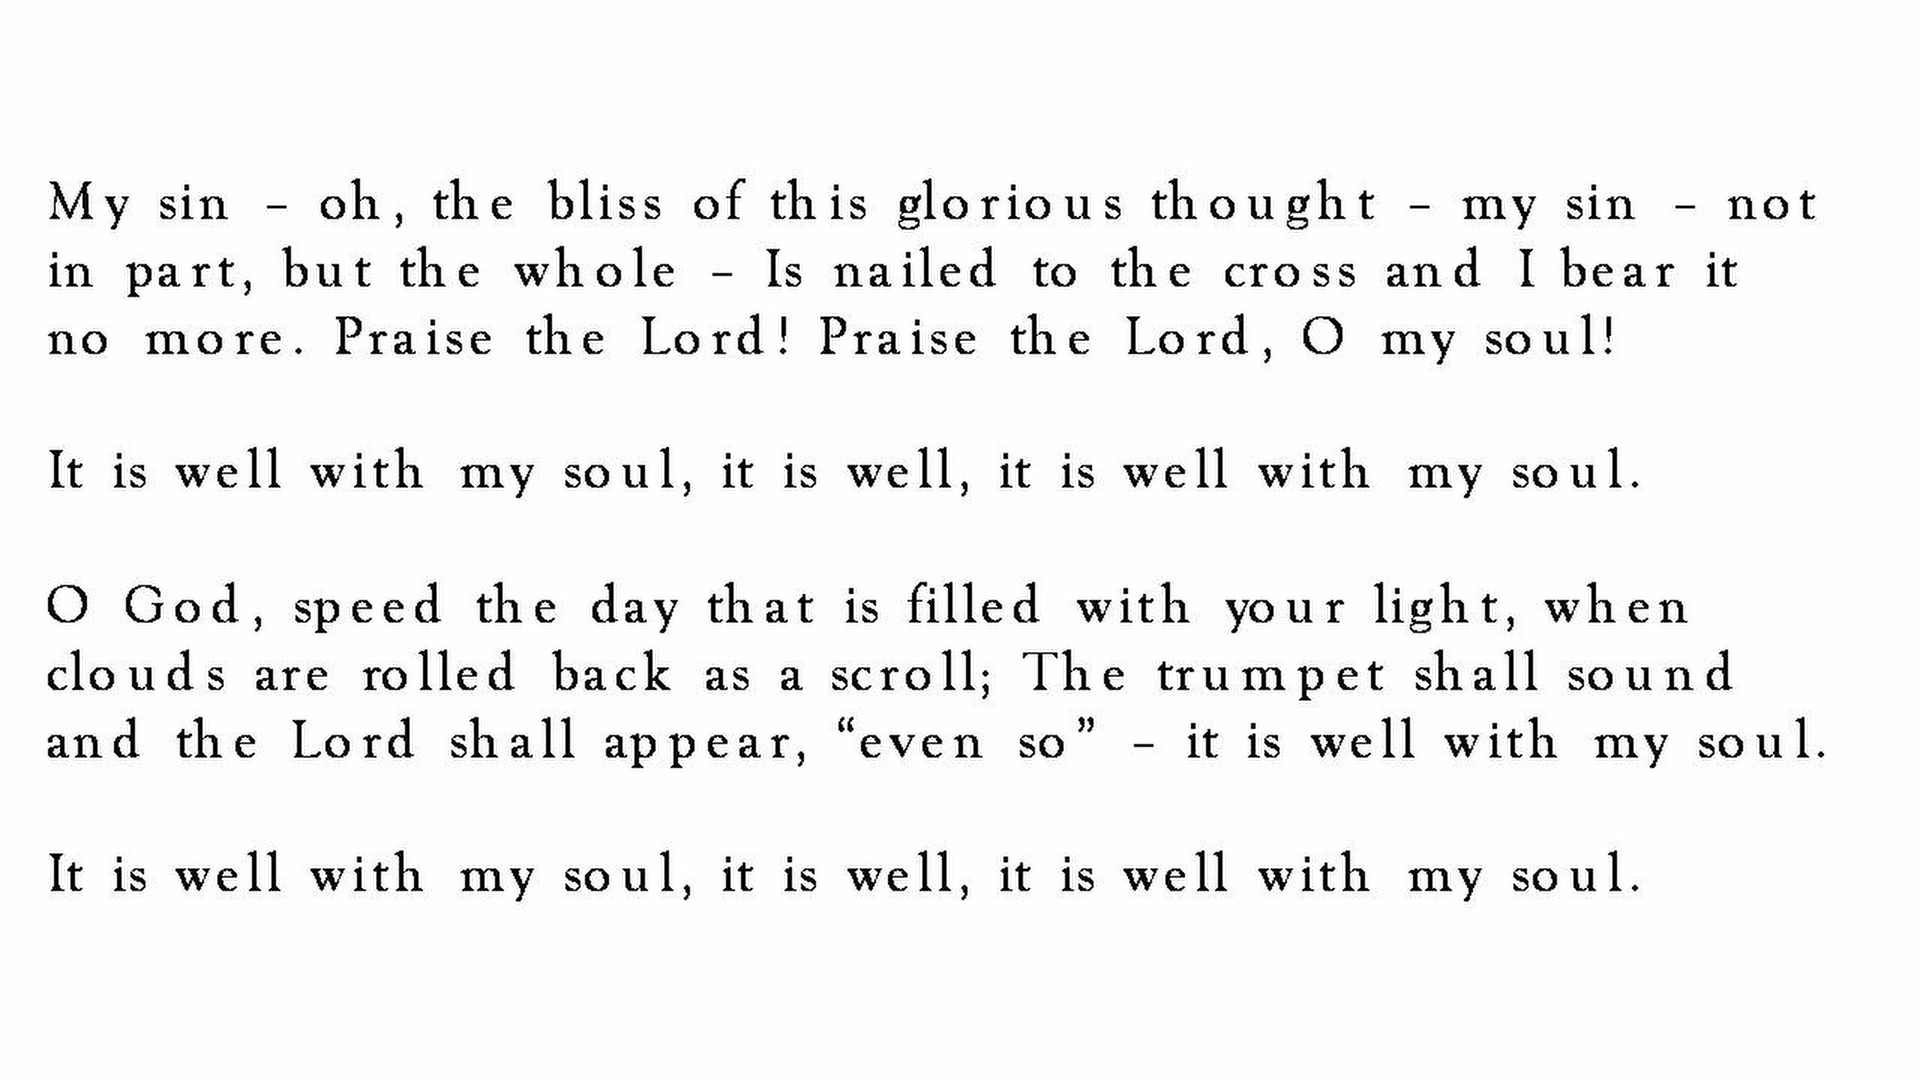 My sin – oh, the bliss of this glorious thought – my sin – not
in part, but the whole – Is nailed to the cross and I bear it
no more. Praise the Lord! Praise the Lord, O my soul!
It is well with my soul, it is well, it is well with my soul.
O God, speed the day that is filled with your light, when
clouds are rolled back as a scroll; The trumpet shall sound
and the Lord shall appear, “even so” – it is well with my soul.
It is well with my soul, it is well, it is well with my soul.